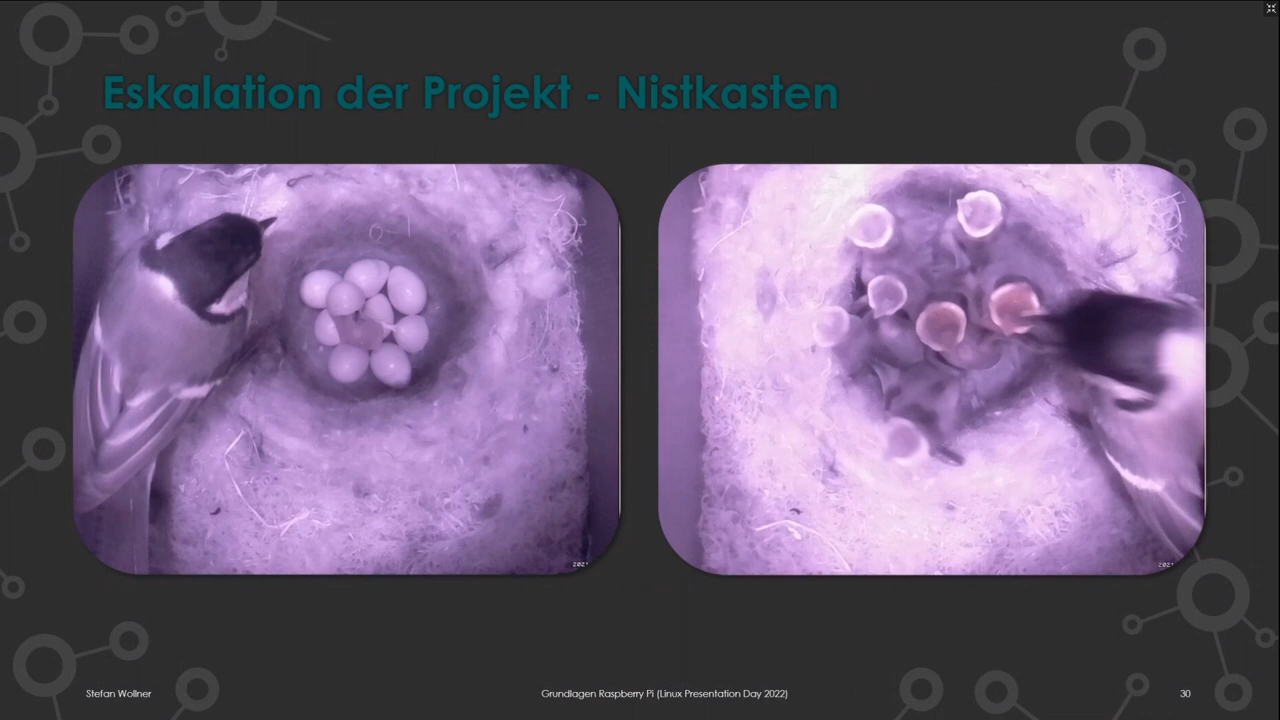 Eskalation der Projekt - Nistkasten
Stefan Wollner
Grundlagen Raspberry Pi (Linux Presentation Day 2022)
30